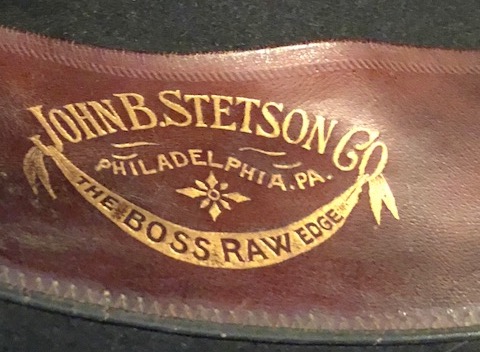 JOHN B. STETSON CO
PHILADELPHIA. PA.
THE BOSS RAW EDGE